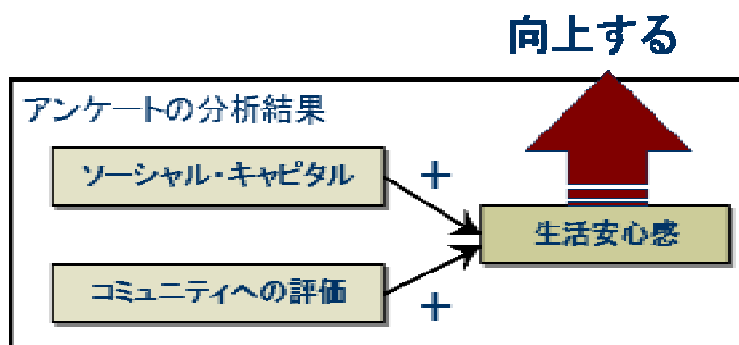 向上する
アンケートの分析結果
ソーシャル・キャピタル
+
生活安心感
コミュニティへの評価
+